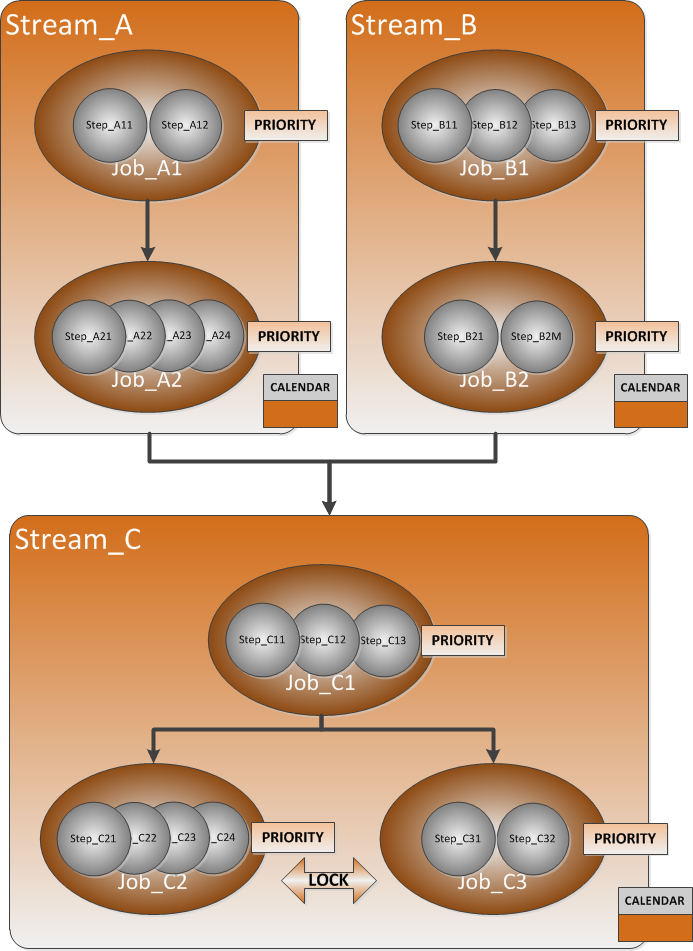 Stream_A
Step_A11
Step_A12
PRIORITY
Job_A1
Step_A21
_A22
_A23
_A24
PRIORITY
Job_A2
CALENDAR
Stream_B
Step_B11
Step_B12
Step_B13
PRIORITY
Job_B1
Step_B21
Step_B2M
PRIORITY
Job_B2
CALENDAR
Stream_C
Step_C11
Step_C12
Step_C13
PRIORITY
Job_C1
Step_C21
_C22
_C23
_C24
PRIORITY
Job_C2
LOCK
Step_C31
Step_C32
PRIORITY
Job_C3
CALENDAR